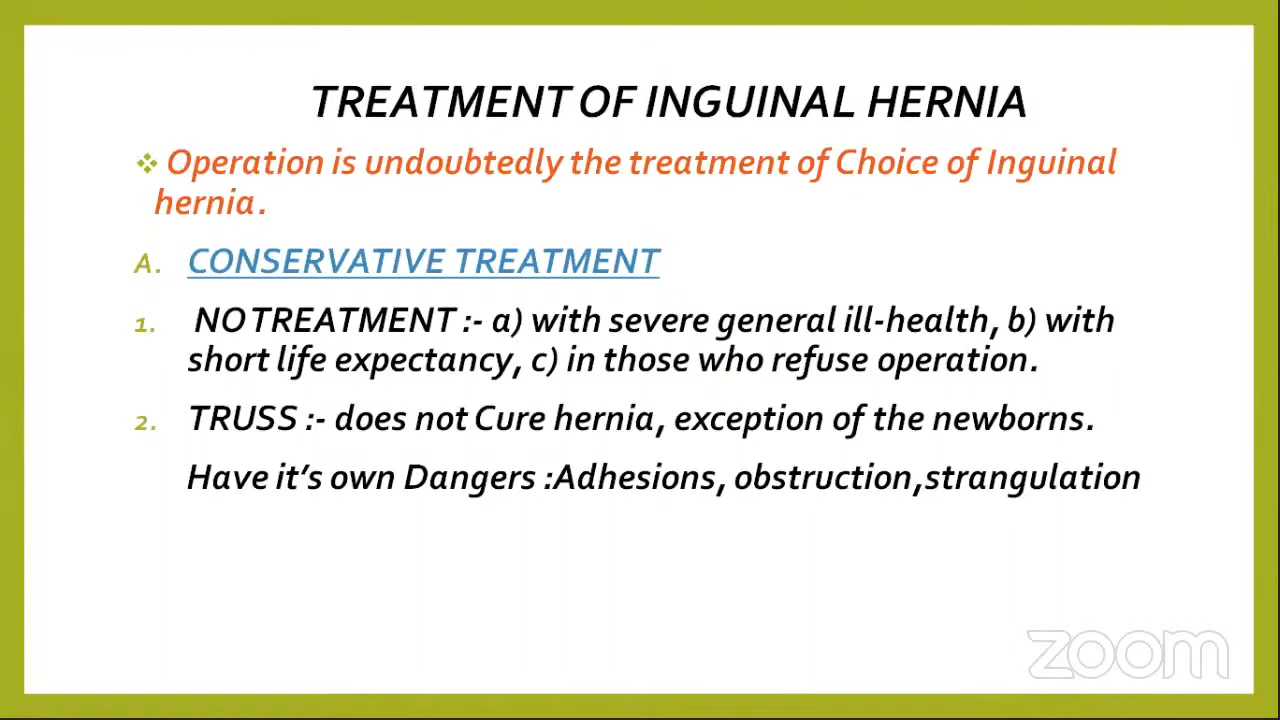 TREATMENT OF INGUINAL HERNIA
❖ Operation is undoubtedly the treatment of Choice of Inguinal
hernia.
A. CONSERVATIVE TREATMENT
1. NO TREATMENT :- a) with severe general ill-health, b) with
short life expectancy, c) in those who refuse operation.
2. TRUSS :- does not Cure hernia, exception of the newborns.
Have it's own Dangers :Adhesions, obstruction,strangulation
zoom